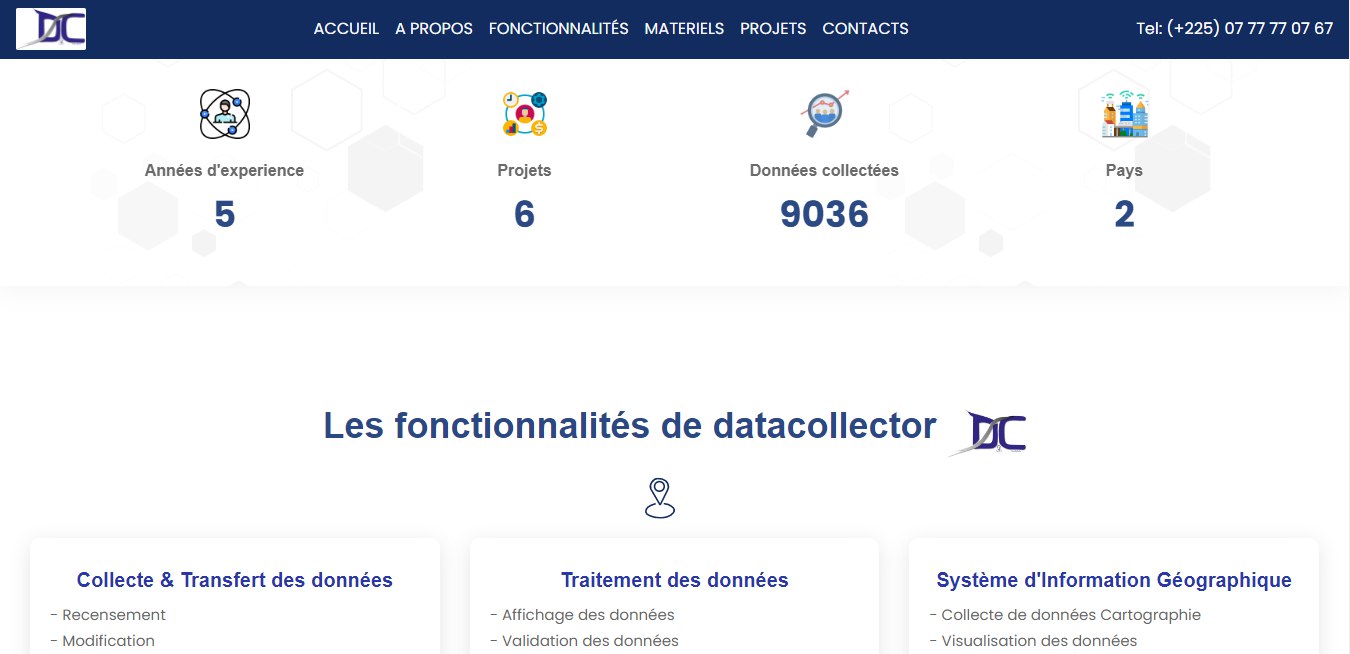 DC
ACCUEIL A PROPOS FONCTIONNALITÉS MATERIELS PROJETS CONTACTS
Tel: (+225) 07 77 77 07 67
Années d'experience
5
Projets
6
Données collectées
9036
Pays
2
Les fonctionnalités de datacollector DC
Collecte & Transfert des données
- Recensement
- Modification
Traitement des données
- Affichage des données
- Validation des données
Système d'Information Géographique
- Collecte de données Cartographie
- Visualisation des données